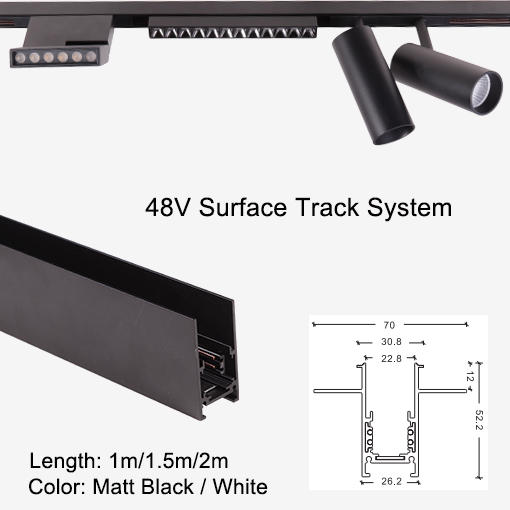 48V Surface Track System
70
30.8
22.8
12
52.2
26.2
Length: 1m/1.5m/2m
Color: Matt Black / White